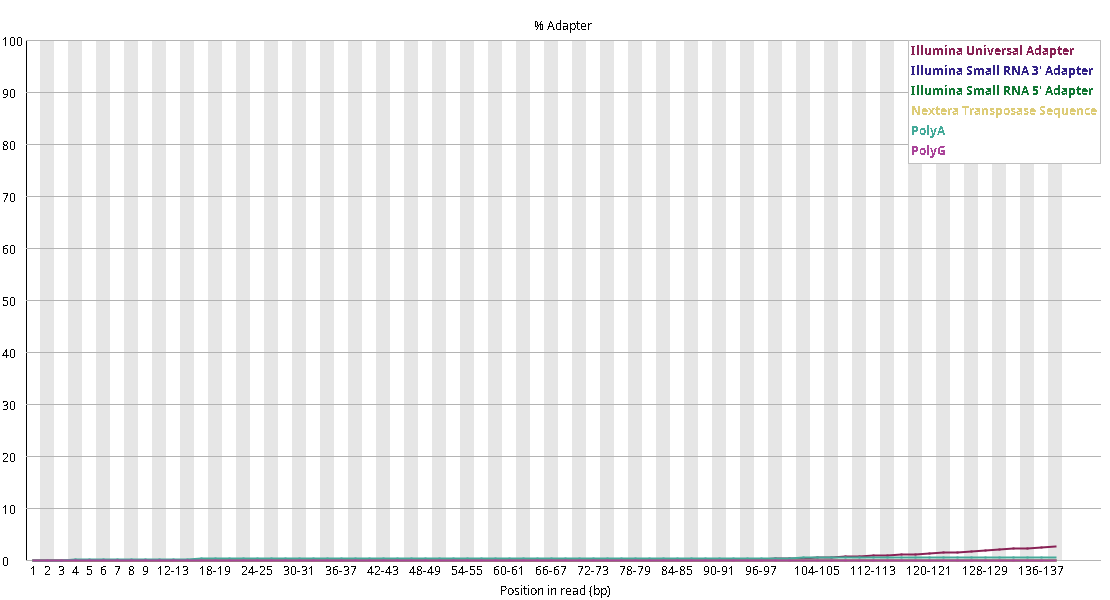 % Adapter
100
90
80
70
60
50
40
30
20
10
0
Illumina Universal Adapter
Illumina Small RNA 3' Adapter
Illumina Small RNA 5' Adapter
Nextera Transposase Sequence
PolyA
PolyG
1 2 3 4 5 6 7 8 9 12-13 18-19 24-25 30-31 36-37 42-43 48-49 54-55 60-61 66-67 72-73 78-79 84-85 90-91 96-97 104-105 112-113 120-121 128-129 136-137
Position in read (bp)